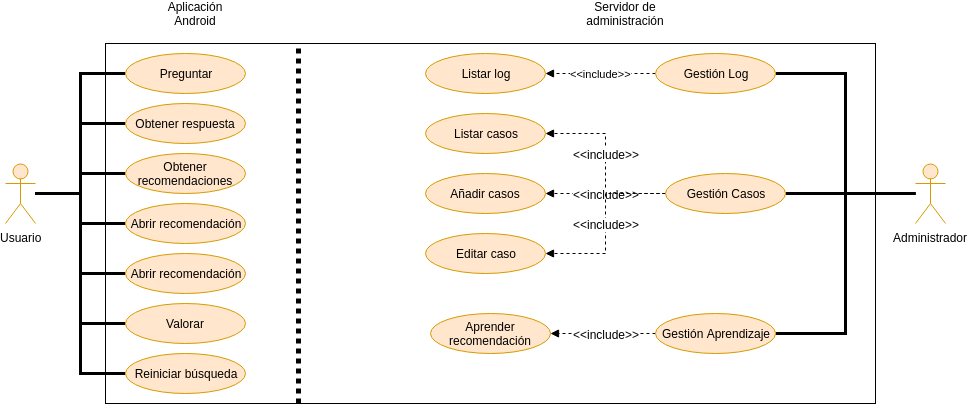 Aplicación
Android
Servidor de
administración
Preguntar
Listar log
<<include>>
Gestión Log
Obtener respuesta
Listar casos
<<include>>
Obtener
recomendaciones
Añadir casos
<<include>>
Gestión Casos
Abrir recomendación
<<include>>
Usuario
Administrador
Editar caso
Abrir recomendación
Valorar
Aprender
recomendación
<<include>>
Gestión Aprendizaje
Reiniciar búsqueda